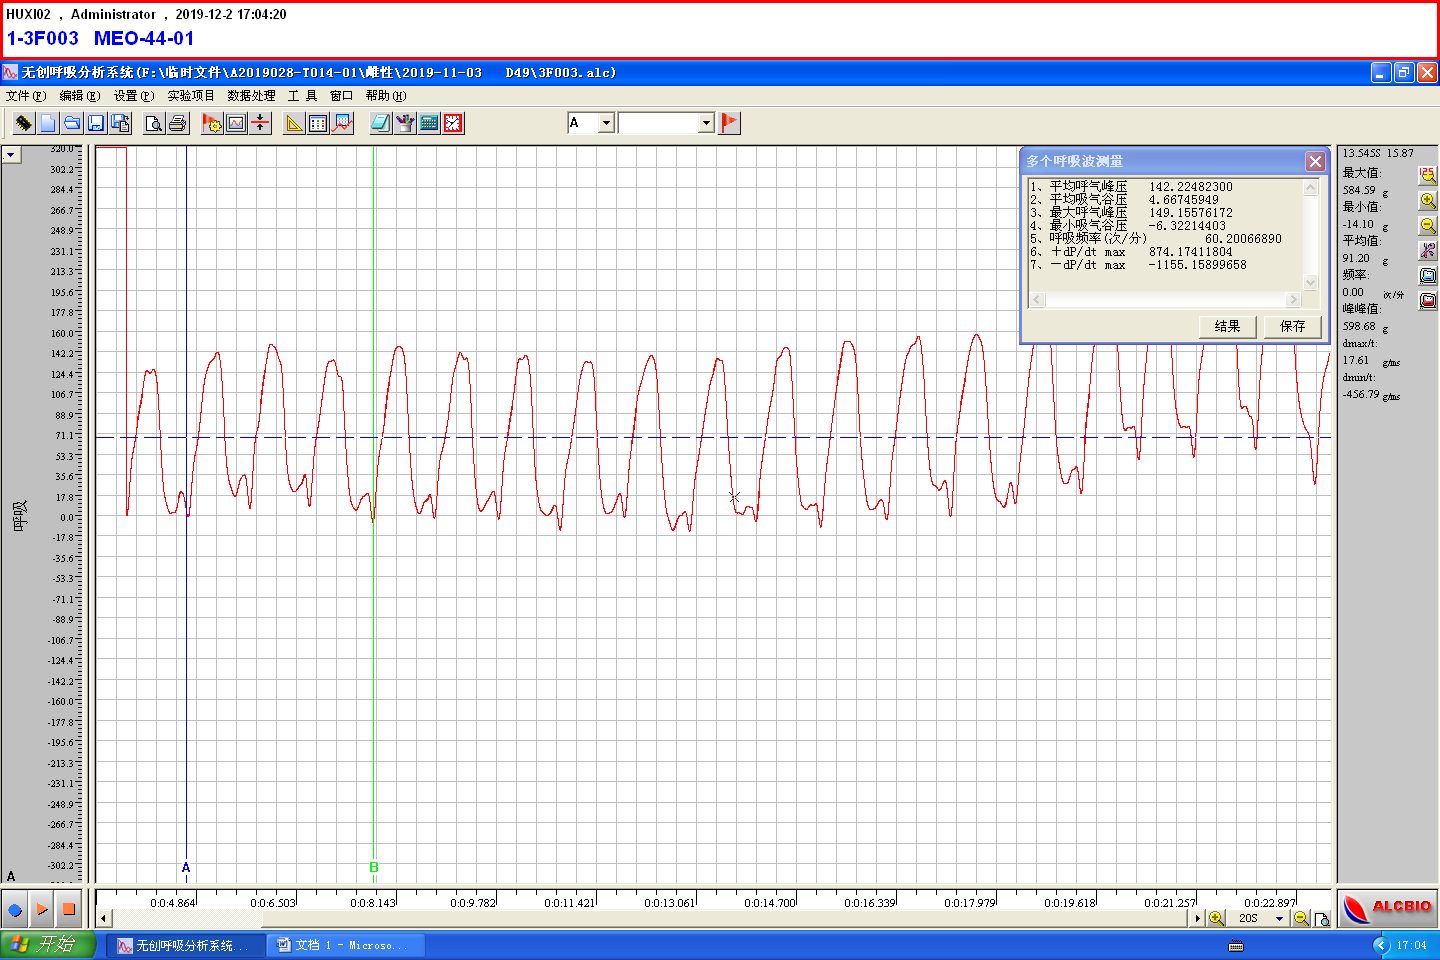 HUXI02 , Administrator , 2019-12-2 17:04:20
1-3F003 MEO-44-01
无创呼吸分析系统(F:\临时文件\A2019028-T014-01\雌性\2019-11-03 D49\3F003.alc)
文件(F) 编辑(E) 设置(P) 实验项目 数据处理 工 具 窗口 帮助(H)
A
320.0
302.2
284.4
266.7
248.9
231.1
213.3
195.6
177.8
160.0
142.2
124.4
106.7
88.9
71.1
53.3
35.6
17.8
0.0
-17.8
-35.6
-53.3
-71.1
-88.9
-106.7
-124.4
-142.2
-160.0
-177.8
-195.6
-213.3
-231.1
-248.9
-266.7
-284.4
-302.2
呼吸
A
A
B
多个呼吸波测量
1、平均呼气峰压 142.22482300
2、平均吸气谷压 4.66745949
3、最大呼气峰压 149.15576172
4、最小吸气谷压 -6.32214403
5、呼吸频率(次/分) 60.20066890
6、＋dP/dt max 874.17411804
7、－dP/dt max -1155.15899658
结果 保存
13.545S 15.87
最大值:
584.59 g
最小值:
-14.10 g
平均值:
91.20 g
频率:
0.00 次/分
峰峰值:
598.68 g
dmax/t:
17.61 g/ms
dmin/t:
-456.79 g/ms
125
0:0:4.864 0:0:6.503 0:0:8.143 0:0:9.782 0:0:11.421 0:0:13.061 0:0:14.700 0:0:16.339 0:0:17.979 0:0:19.618 0:0:21.257 0:0:22.897
20S
ALCBIO
开始 无创呼吸分析系统... 文档 1 - Microso... 17:04